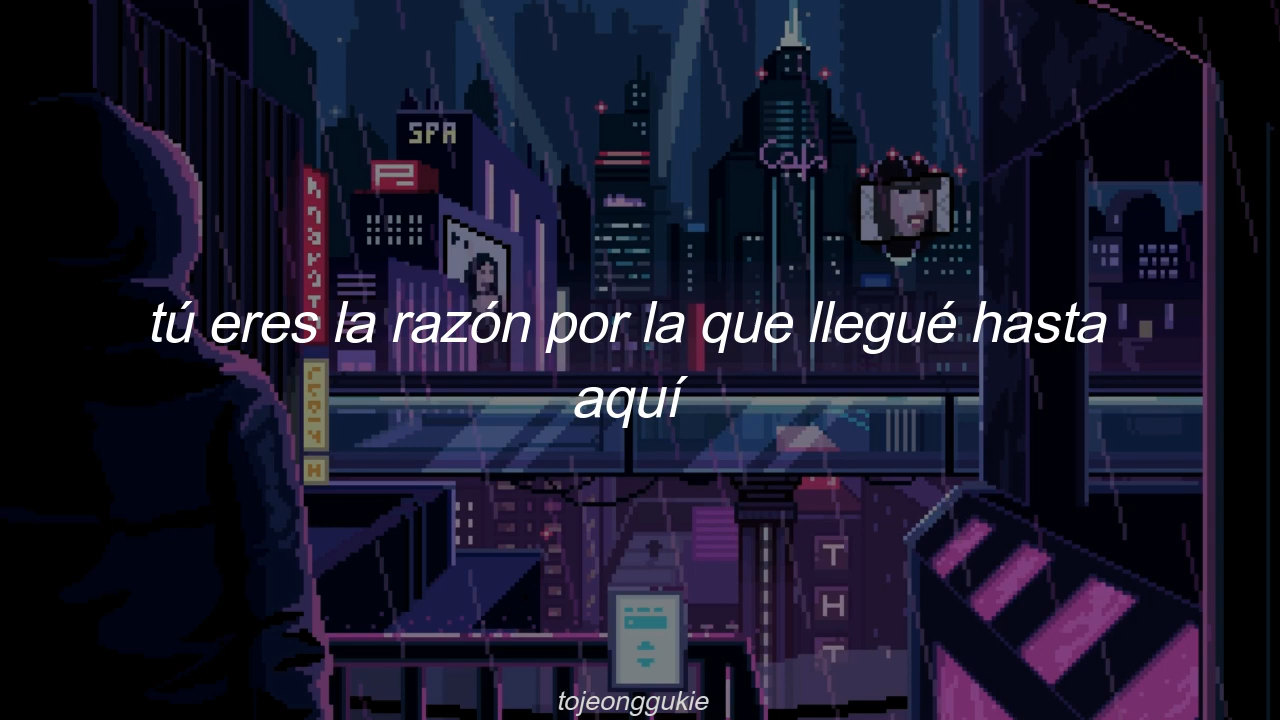 SPA
Cafe
tú eres la razón por la que llegué hasta
aquí
H
T
H
T
tojeonggukie